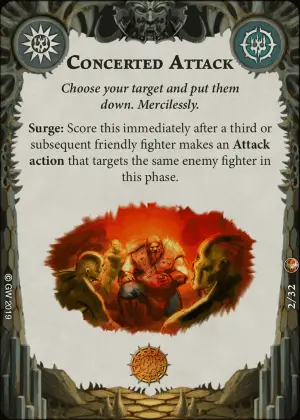 CONCERTED ATTACK
Choose your target and put them
down. Mercilessly.
Surge: Score this immediately after a third or
subsequent friendly fighter makes an Attack
action that targets the same enemy fighter in
this phase.
© GW 2019
2/32